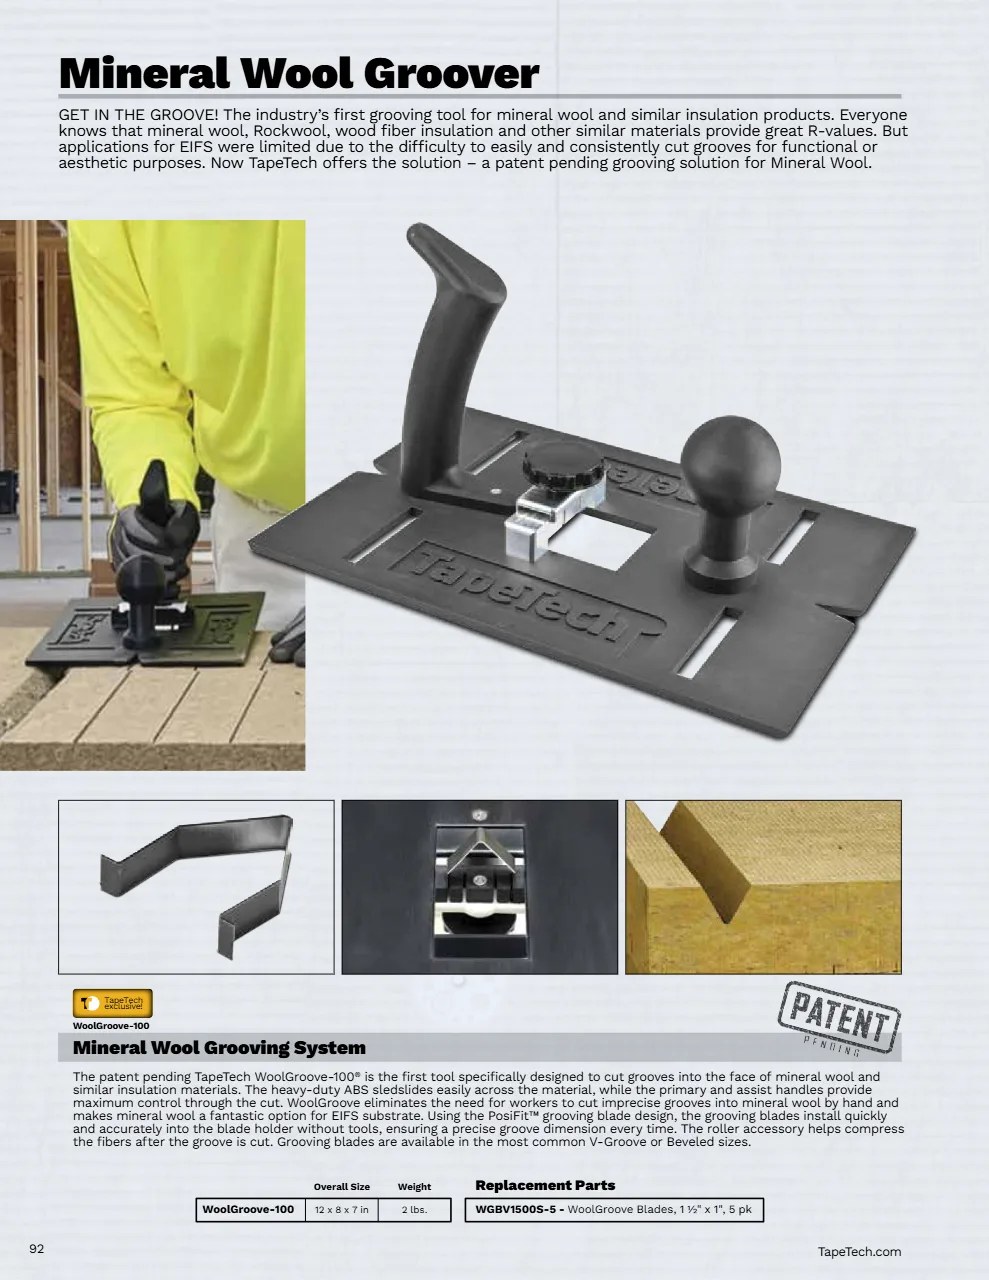 Mineral Wool Groover
GET IN THE GROOVE! The industry’s first grooving tool for mineral wool and similar insulation products. Everyone
knows that mineral wool, Rockwool, wood fiber insulation and other similar materials provide great R-values. But
applications for EIFS were limited due to the difficulty to easily and consistently cut grooves for functional or
aesthetic purposes. Now TapeTech offers the solution – a patent pending grooving solution for Mineral Wool.
TapeTech
TapeTech
TapeTech
exclusive!
WoolGroove-100
PATENT
PENDING
Mineral Wool Grooving System
The patent pending TapeTech WoolGroove-100® is the first tool specifically designed to cut grooves into the face of mineral wool and
similar insulation materials. The heavy-duty ABS sledslides easily across the material, while the primary and assist handles provide
maximum control through the cut. WoolGroove eliminates the need for workers to cut imprecise grooves into mineral wool by hand and
makes mineral wool a fantastic option for EIFS substrate. Using the PosiFit™ grooving blade design, the grooving blades install quickly
and accurately into the blade holder without tools, ensuring a precise groove dimension every time. The roller accessory helps compress
the fibers after the groove is cut. Grooving blades are available in the most common V-Groove or Beveled sizes.
Overall Size Weight
WoolGroove-100 12 x 8 x 7 in 2 lbs.
Replacement Parts
WGBV1500S-5 - WoolGroove Blades, 1 ½" x 1", 5 pk
92
TapeTech.com